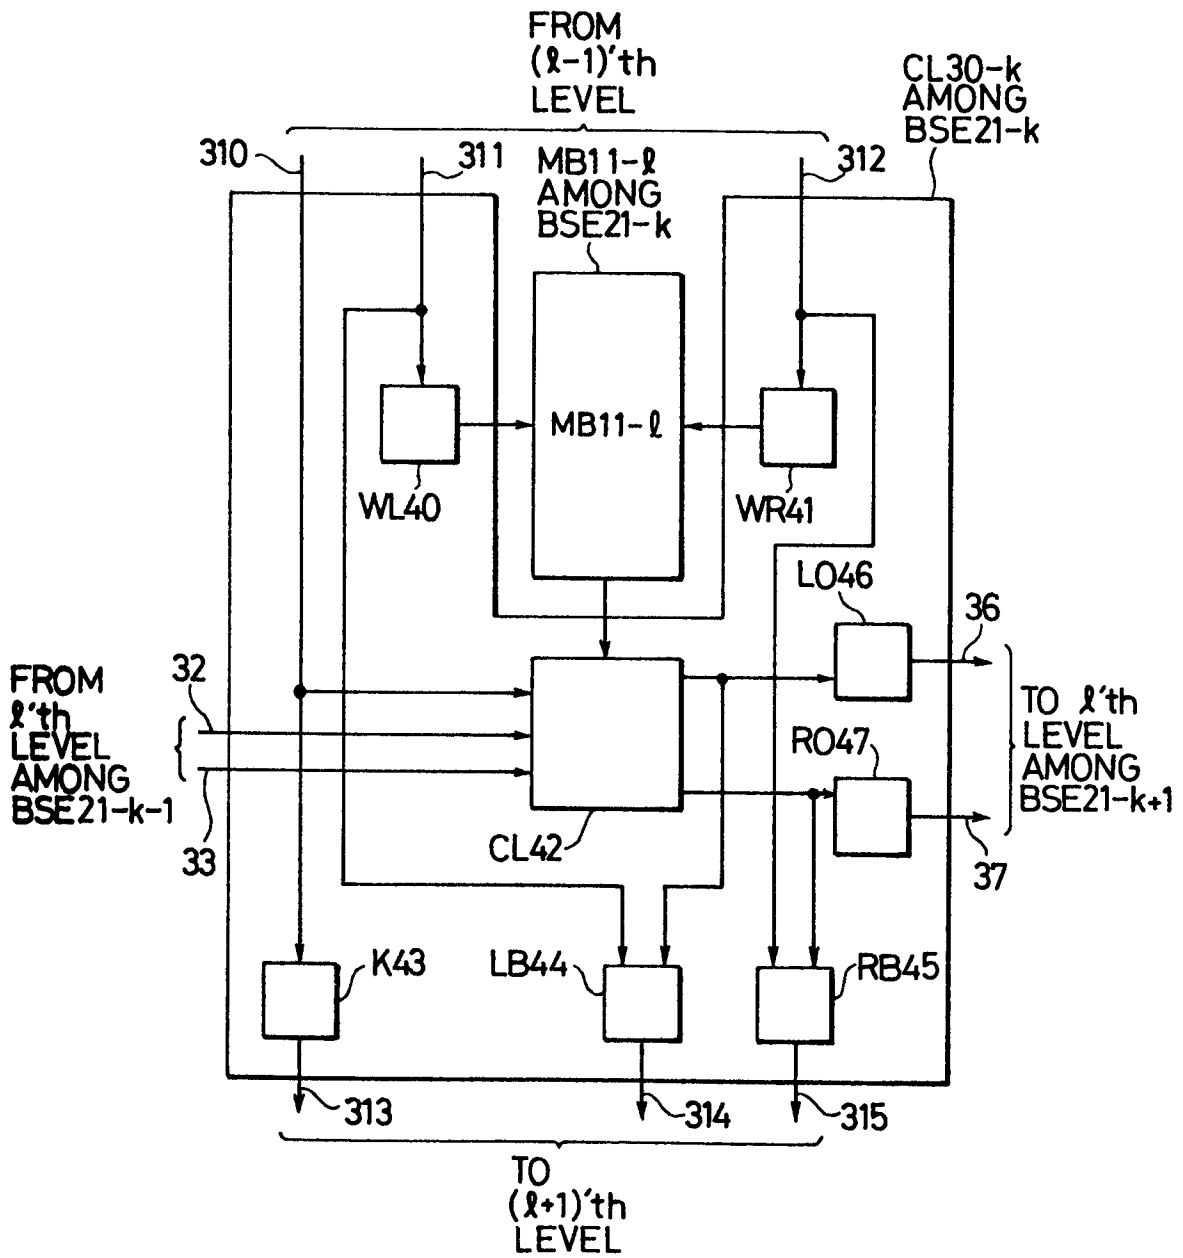 FROM
(ℓ-1)'th
LEVEL
CL30-k
AMONG
BSE21-k
310
311
312
MB11-ℓ
AMONG
BSE21-k
MB11-ℓ
WL40
WR41
LO46
36
FROM
ℓ'th
LEVEL
AMONG
BSE21-k-1
32
33
TO ℓ'th
LEVEL
AMONG
BSE21-k+1
RO47
37
CL42
K43
LB44
RB45
313
314
315
TO
(ℓ+1)'th
LEVEL